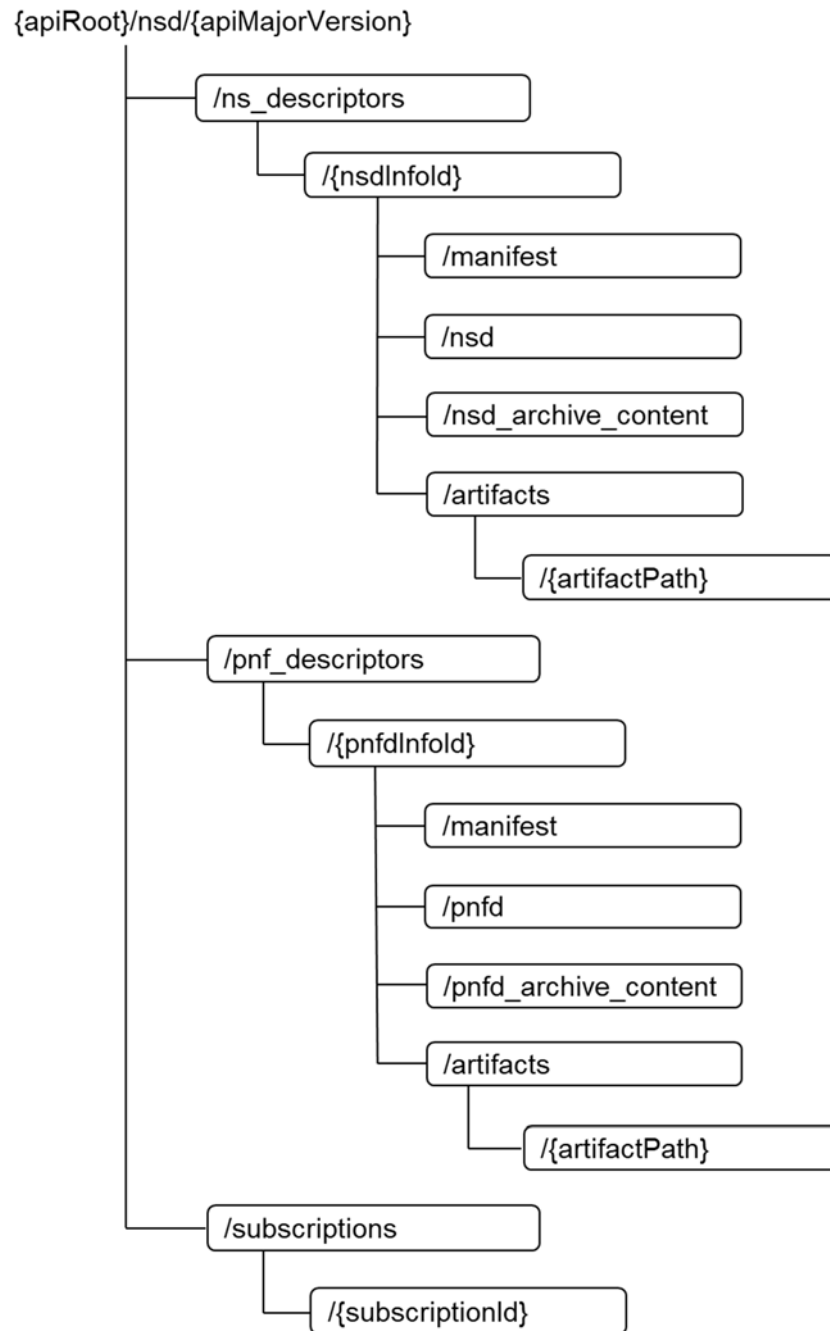 {apiRoot}/nsd/{apiMajorVersion}
/ns_descriptors
/{nsdInfoId}
/manifest
/nsd
/nsd_archive_content
/artifacts
/{artifactPath}
/pnf_descriptors
/{pnfdInfoId}
/manifest
/pnfd
/pnfd_archive_content
/artifacts
/{artifactPath}
/subscriptions
/{subscriptionId}